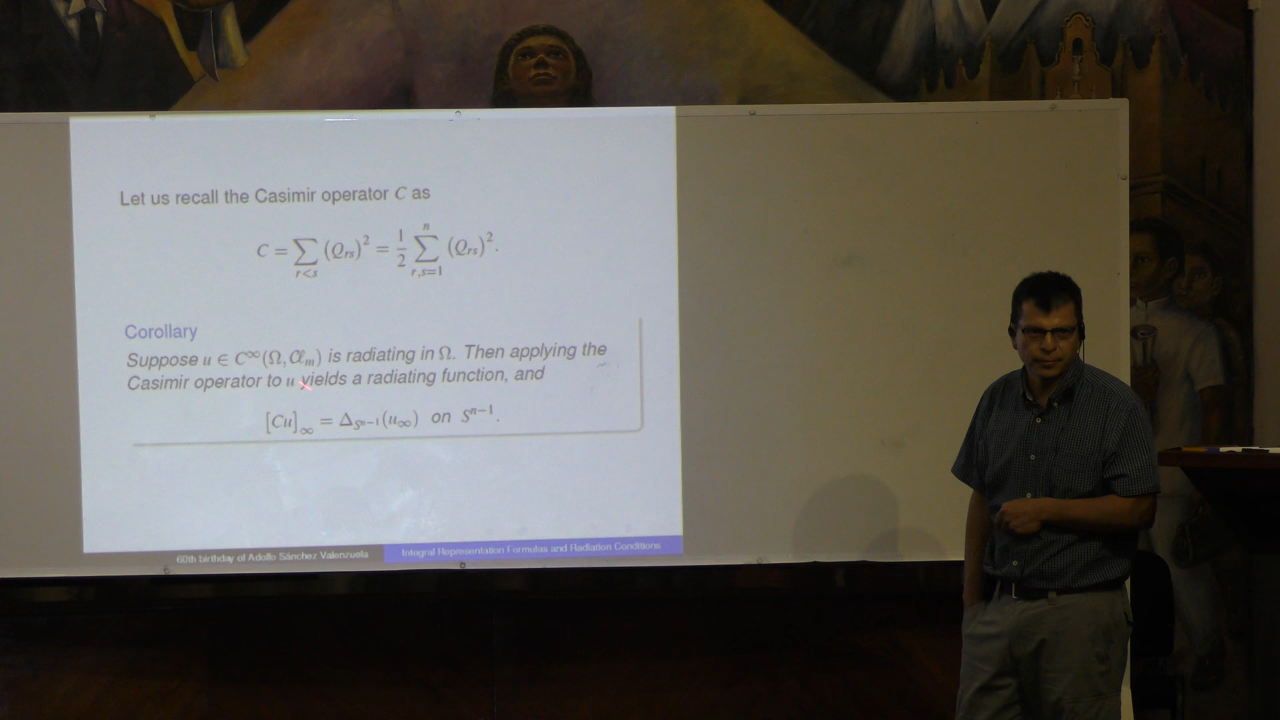 Let us recall the Casimir operator C as
C = ∑_{r<s} (Q_{rs})² = 1/2 ∑_{r,s=1}^{n} (Q_{rs})².
Corollary
Suppose u ∈ C^∞(Ω, Cℓ_m) is radiating in Ω. Then applying the
Casimir operator to u yields a radiating function, and
[Cu]_∞ = Δ_{S^{n−1}}(u_∞) on S^{n−1}.
60th birthday of Adolfo Sánchez Valenzuela
Integral Representation Formulas and Radiation Conditions